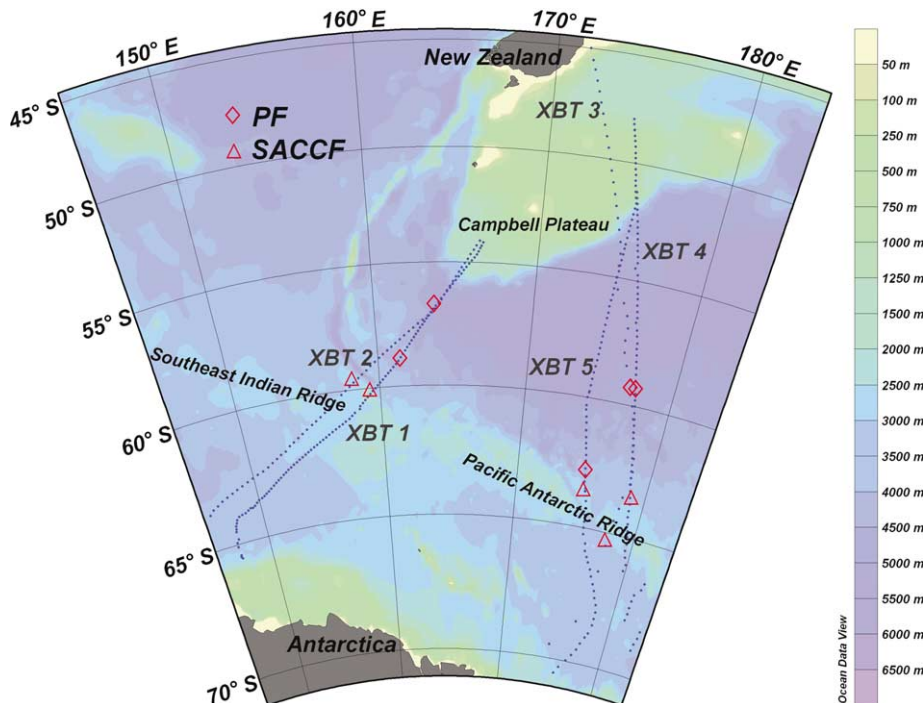 150° E
160° E
170° E
180° E
45° S
50° S
55° S
60° S
65° S
70° S
PF
SACCF
New Zealand
XBT 3
Campbell Plateau
XBT 4
XBT 2
Southeast Indian Ridge
XBT 5
XBT 1
Pacific Antarctic Ridge
Antarctica
50 m
100 m
250 m
500 m
750 m
1000 m
1250 m
1500 m
2000 m
2500 m
3000 m
3500 m
4000 m
4500 m
5000 m
5500 m
6000 m
6500 m
Ocean Data View